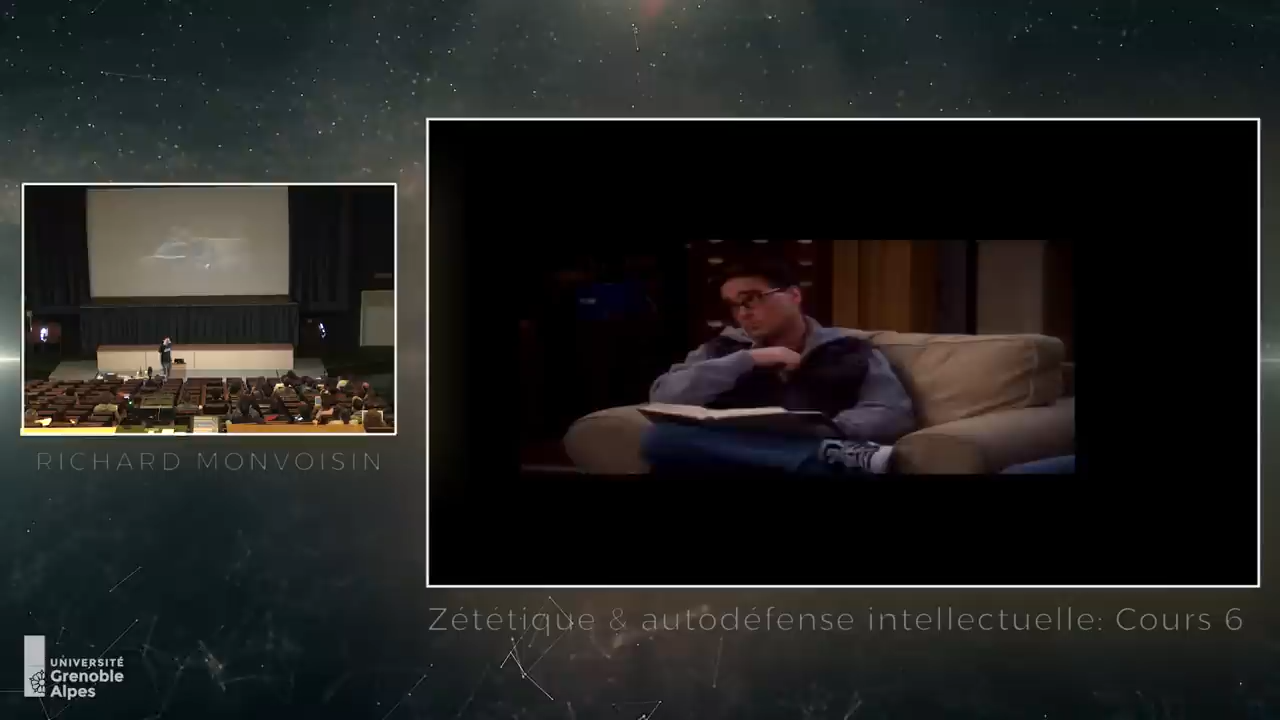 RICHARD MONVOISIN
Zététique & autodéfense intellectuelle: Cours 6
UNIVERSITÉ
Grenoble
Alpes